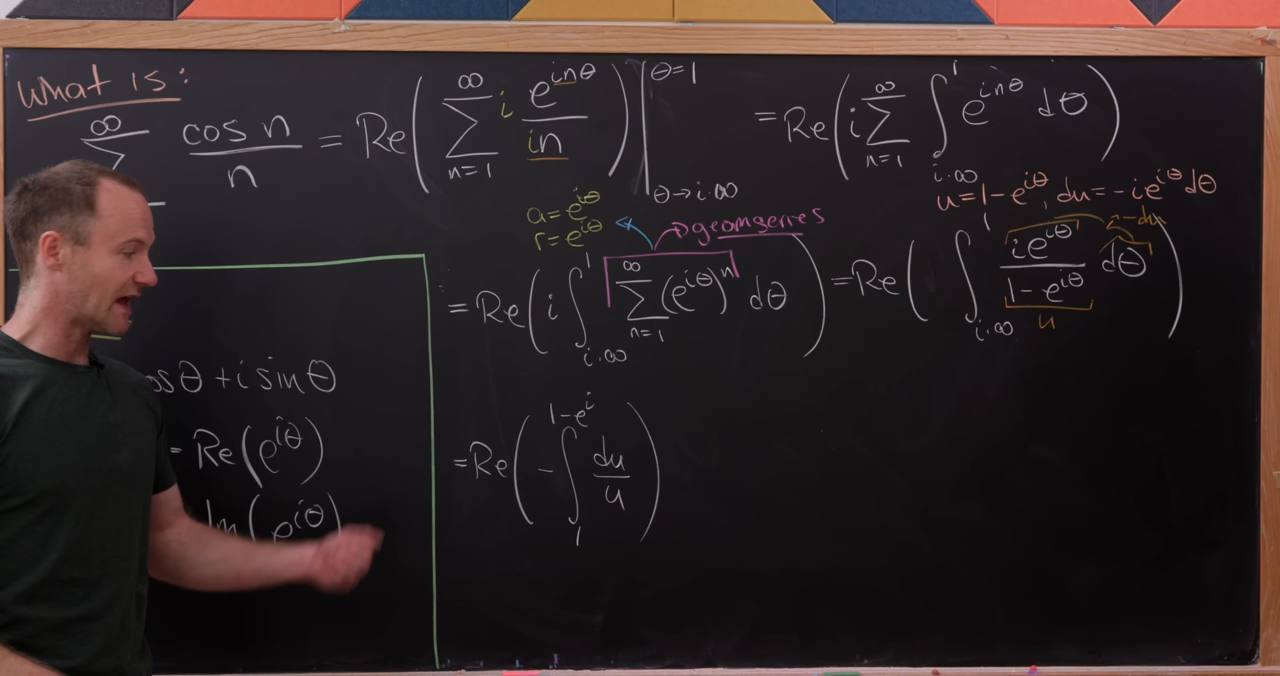 What is:
∞ ∑ cos n / n = Re( ∑_{n=1}^{∞} i e^{inθ} / in ) |_{θ→i·∞}^{θ=1} = Re( i ∑_{n=1}^{∞} ∫_{i·∞}^{1} e^{inθ} dθ )
u=1-e^{iθ}, du=-ie^{iθ}dθ
a=e^{iθ}
r=e^{iθ}
geom series
= Re( i ∫_{i·∞}^{1} ∑_{n=1}^{∞} (e^{iθ})^n dθ ) = Re( ∫_{i·∞}^{1} ie^{iθ} / 1-e^{iθ} dθ )
-du
u
= Re( - ∫_{1}^{1-e^i} du / u )
osθ + i sinθ
= Re(e^{iθ})
Im(e^{iθ})